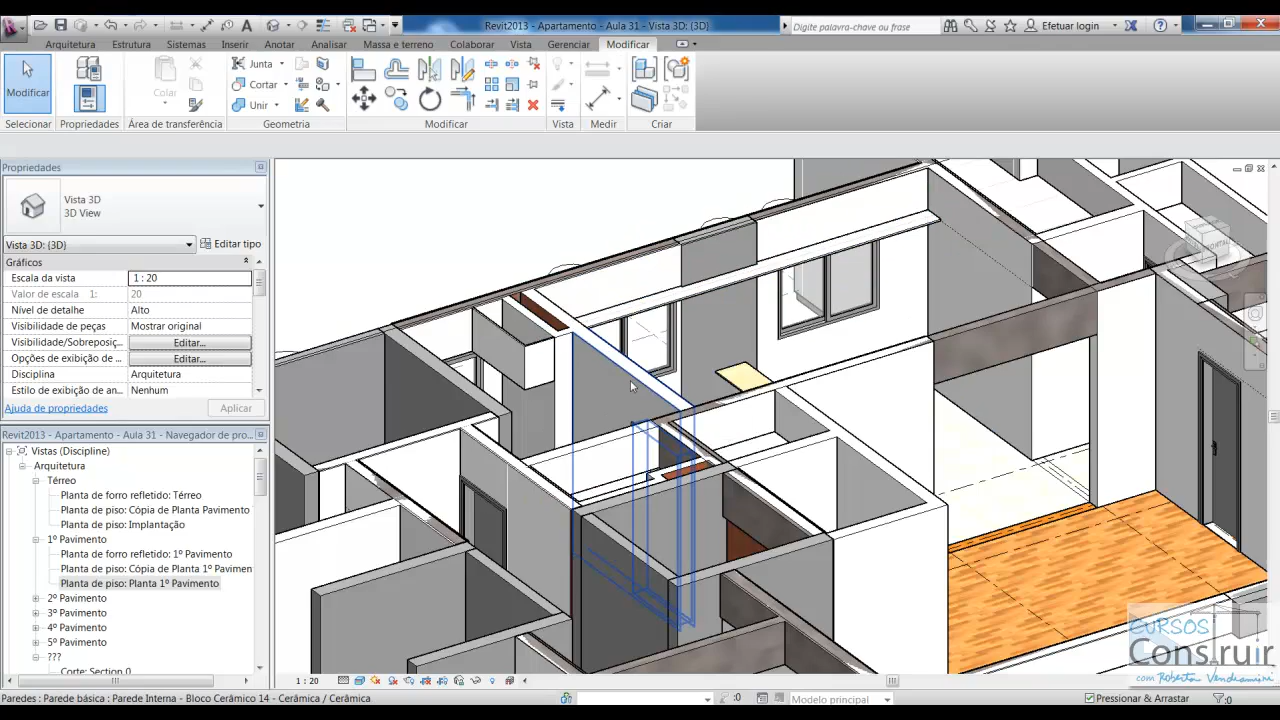 Revit2013 - Apartamento - Aula 31 - Vista 3D: {3D}
Digite palavra-chave ou frase
Efetuar login
Arquitetura Estrutura Sistemas Inserir Anotar Analisar Massa e terreno Colaborar Vista Gerenciar Modificar
Modificar
Colar
Junta
Cortar
Unir
Selecionar Propriedades Área de transferência Geometria Modificar Vista Medir Criar
Propriedades
Vista 3D
3D View
Vista 3D: {3D}
Editar tipo
Gráficos
Escala da vista 1 : 20
Valor de escala 1: 20
Nível de detalhe Alto
Visibilidade de peças Mostrar original
Visibilidade/Sobreposiç... Editar...
Opções de exibição de ... Editar...
Disciplina Arquitetura
Estilo de exibição de an... Nenhum
Ajuda de propriedades
Aplicar
Revit2013 - Apartamento - Aula 31 - Navegador de pro...
Vistas (Discipline)
Arquitetura
Térreo
Planta de forro refletido: Térreo
Planta de piso: Cópia de Planta Pavimento
Planta de piso: Implantação
1º Pavimento
Planta de forro refletido: 1º Pavimento
Planta de piso: Cópia de Planta 1º Pavimen
Planta de piso: Planta 1º Pavimento
2º Pavimento
3º Pavimento
4º Pavimento
5º Pavimento
???
Corte: Section 0
1 : 20
CURSOS
Construir
com Roberta Vendramini
Paredes : Parede básica : Parede Interna - Bloco Cerâmico 14 - Cerâmica / Cerâmica
:0
Modelo principal
Pressionar & Arrastar
:0